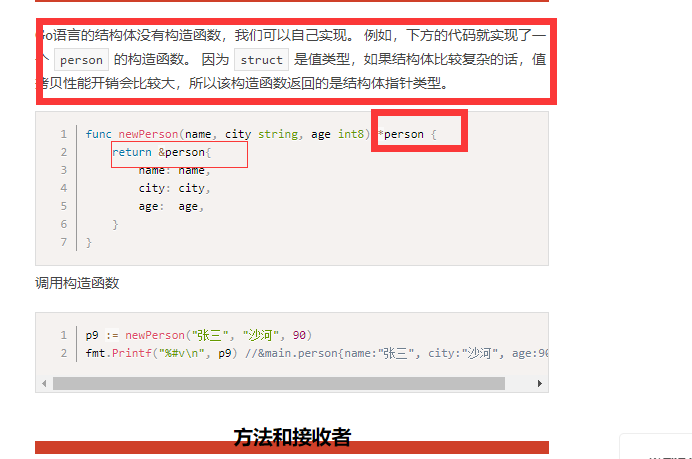 Go语言的结构体没有构造函数，我们可以自己实现。 例如，下方的代码就实现了一
个 person 的构造函数。 因为 struct 是值类型，如果结构体比较复杂的话，值
拷贝性能开销会比较大，所以该构造函数返回的是结构体指针类型。
1 func newPerson(name, city string, age int8) *person {
2 return &person{
3 name: name,
4 city: city,
5 age: age,
6 }
7 }
调用构造函数
1 p9 := newPerson("张三", "沙河", 90)
2 fmt.Printf("%#v\n", p9) //&main.person{name:"张三", city:"沙河", age:90
方法和接收者